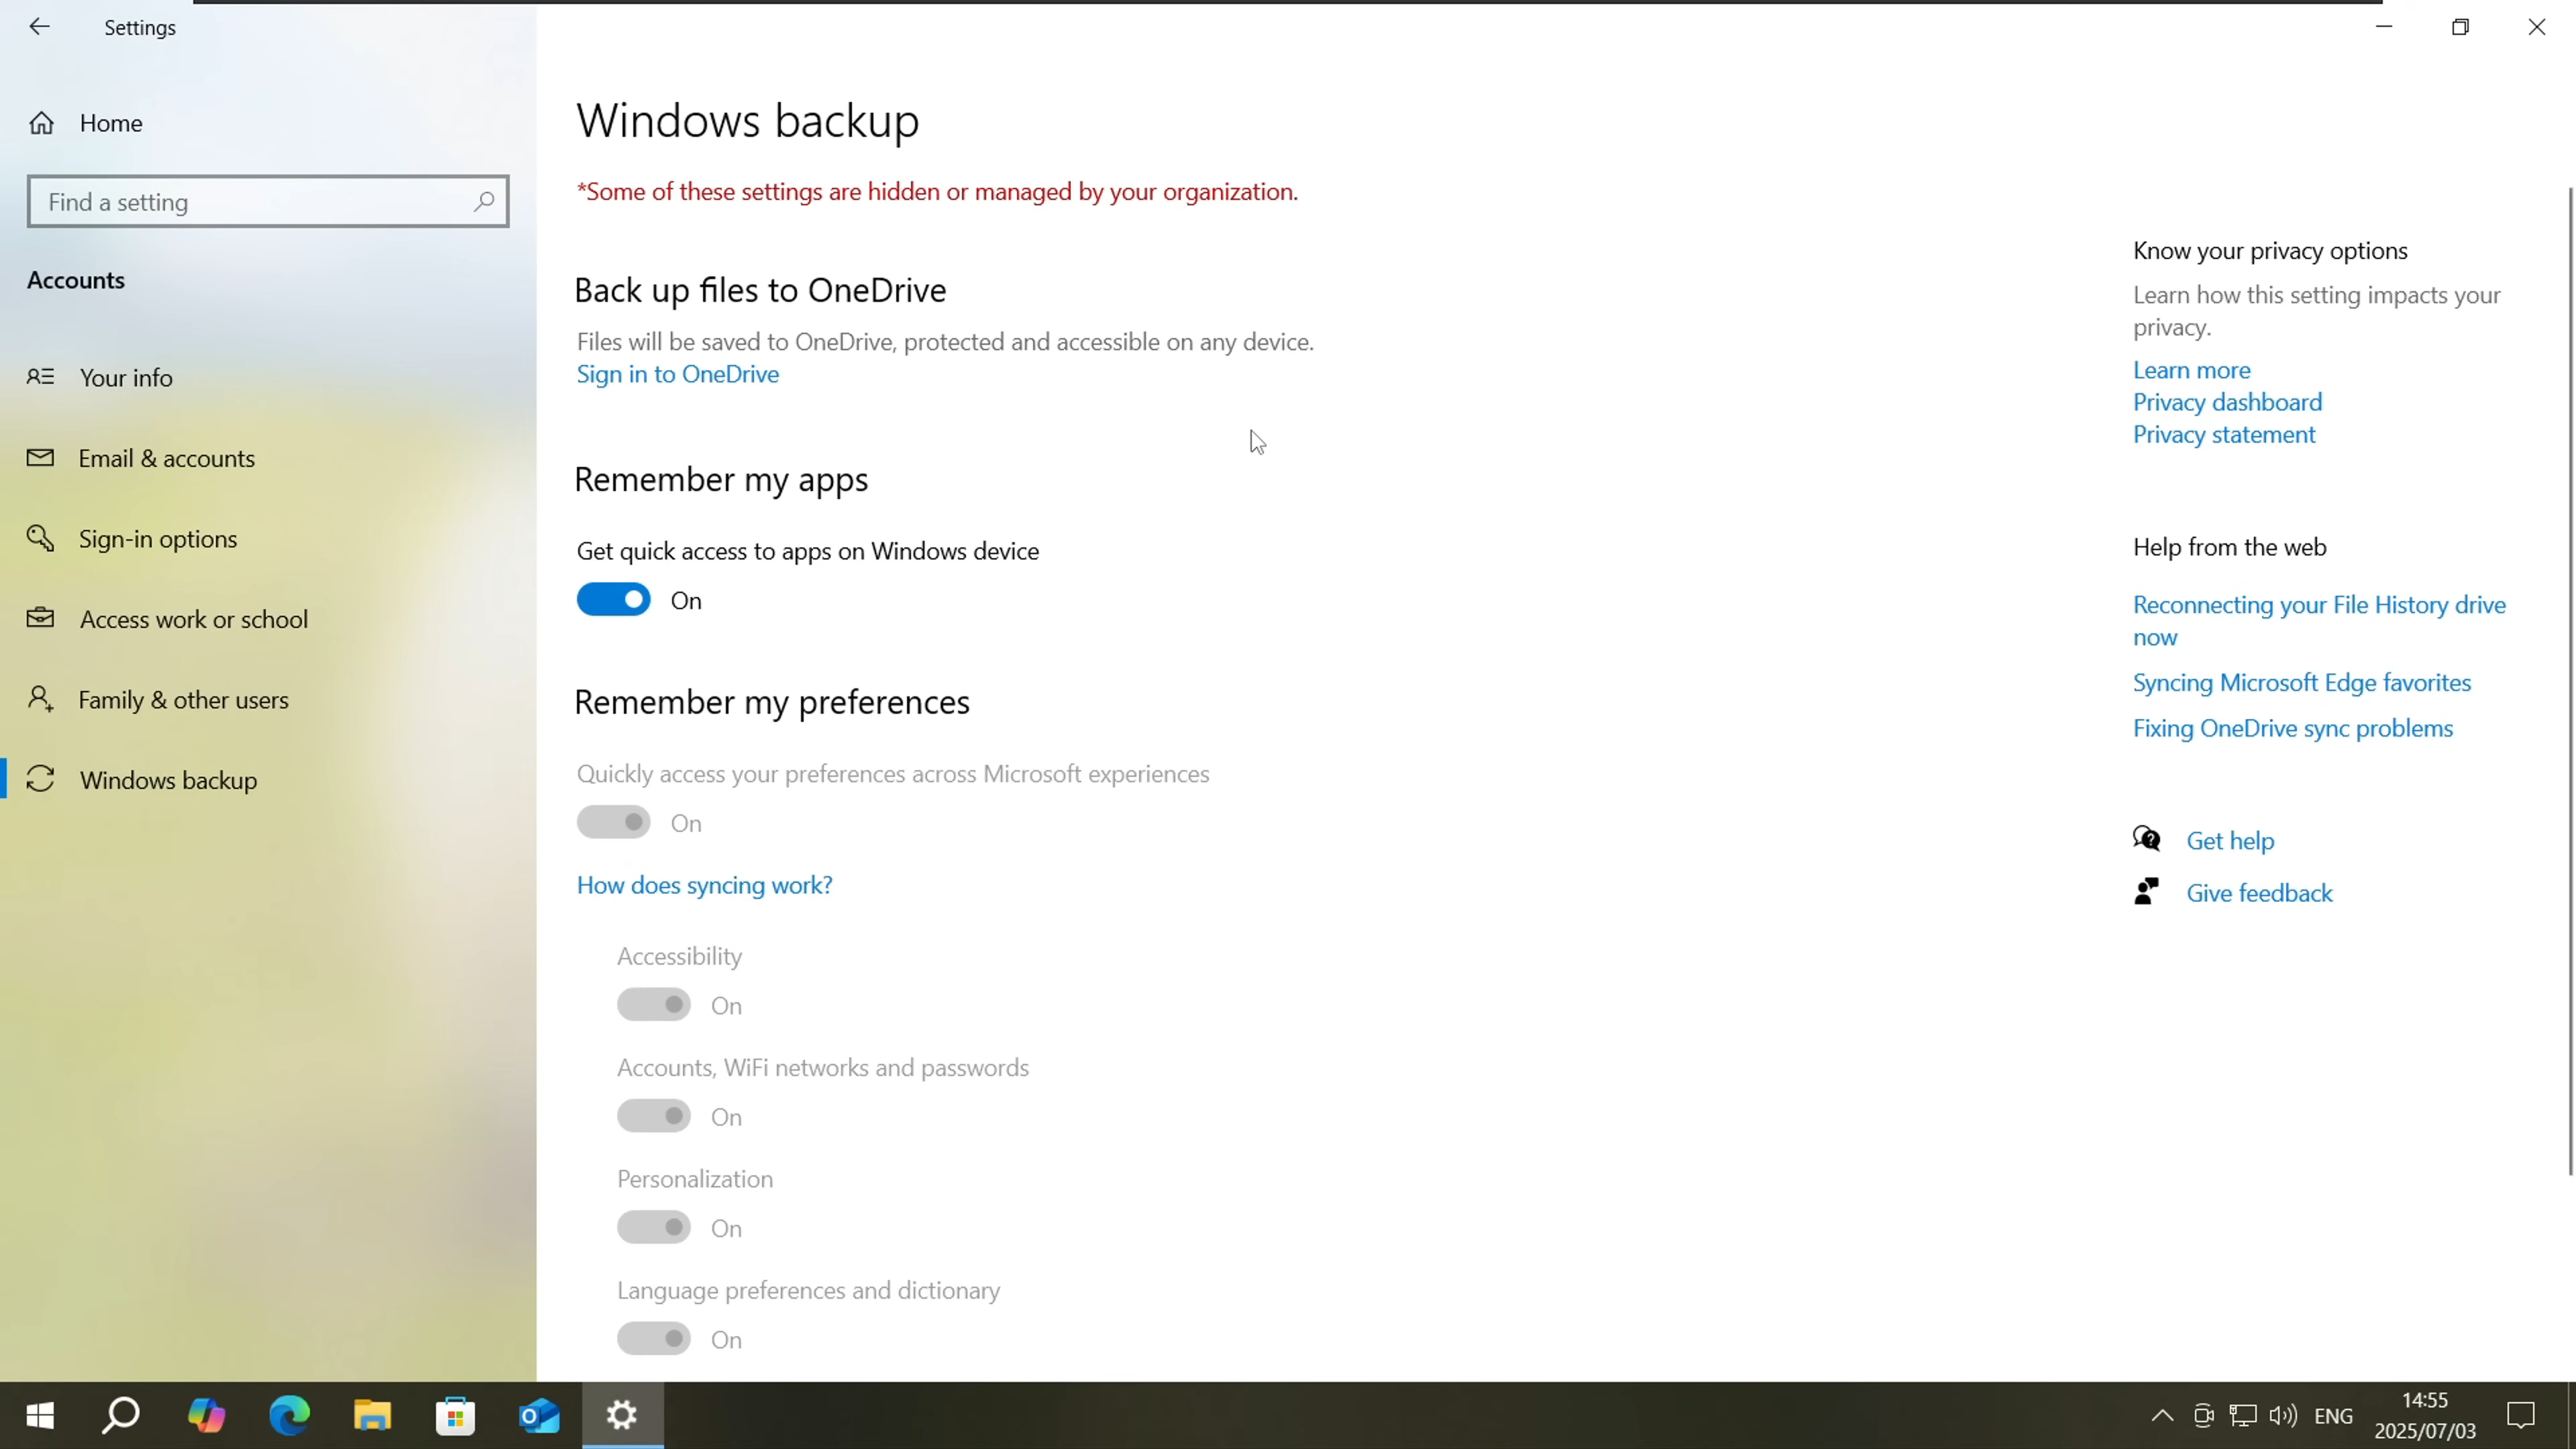 Settings
Home
Find a setting
Accounts
Your info
Email & accounts
Sign-in options
Access work or school
Family & other users
Windows backup
Windows backup
*Some of these settings are hidden or managed by your organization.
Back up files to OneDrive
Files will be saved to OneDrive, protected and accessible on any device.
Sign in to OneDrive
Remember my apps
Get quick access to apps on Windows device
On
Remember my preferences
Quickly access your preferences across Microsoft experiences
On
How does syncing work?
Accessibility
On
Accounts, WiFi networks and passwords
On
Personalization
On
Language preferences and dictionary
On
Know your privacy options
Learn how this setting impacts your
privacy.
Learn more
Privacy dashboard
Privacy statement
Help from the web
Reconnecting your File History drive
now
Syncing Microsoft Edge favorites
Fixing OneDrive sync problems
Get help
Give feedback
ENG
14:55
2025/07/03